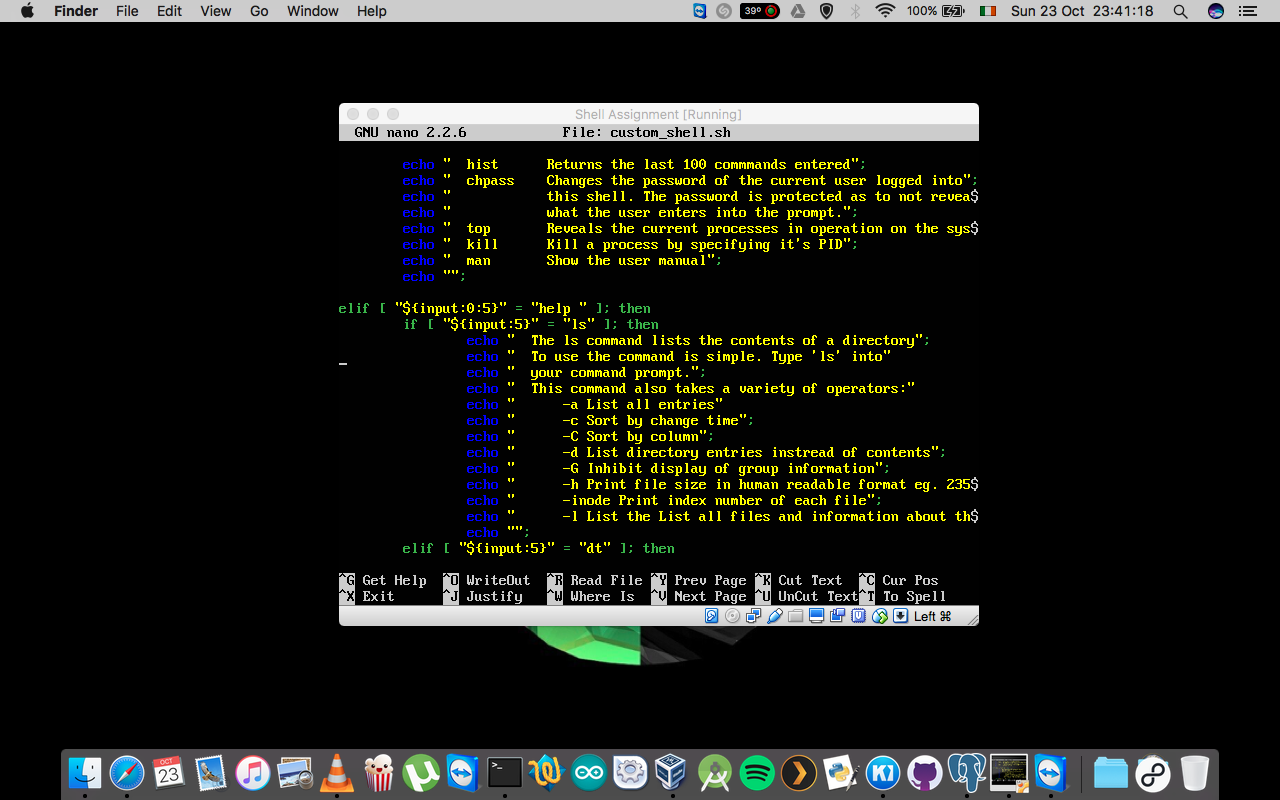 Finder File Edit View Go Window Help 39º 100% Sun 23 Oct 23:41:18
Shell Assignment [Running]
GNU nano 2.2.6 File: custom_shell.sh
echo "  hist      Returns the last 100 commmands entered";
echo "  chpass    Changes the password of the current user logged into";
echo "            this shell. The password is protected as to not revea$
echo "            what the user enters into the prompt.";
echo "  top       Reveals the current processes in operation on the sys$
echo "  kill      Kill a process by specifying it's PID";
echo "  man       Show the user manual";
echo "";
elif [ "${input:0:5}" = "help " ]; then
if [ "${input:5}" = "ls" ]; then
echo "  The ls command lists the contents of a directory";
echo "  To use the command is simple. Type 'ls' into"
echo "  your command prompt.";
echo "  This command also takes a variety of operators:"
echo "      -a List all entries"
echo "      -c Sort by change time";
echo "      -C Sort by column";
echo "      -d List directory entries instread of contents";
echo "      -G Inhibit display of group information";
echo "      -h Print file size in human readable format eg. 235$
echo "      -inode Print index number of each file";
echo "      -l List the List all files and information about th$
echo "";
elif [ "${input:5}" = "dt" ]; then
^G Get Help ^O WriteOut ^R Read File ^Y Prev Page ^K Cut Text ^C Cur Pos
^X Exit ^J Justify ^W Where Is ^V Next Page ^U UnCut Text ^T To Spell
Left ⌘
OCT
23
>_
K1